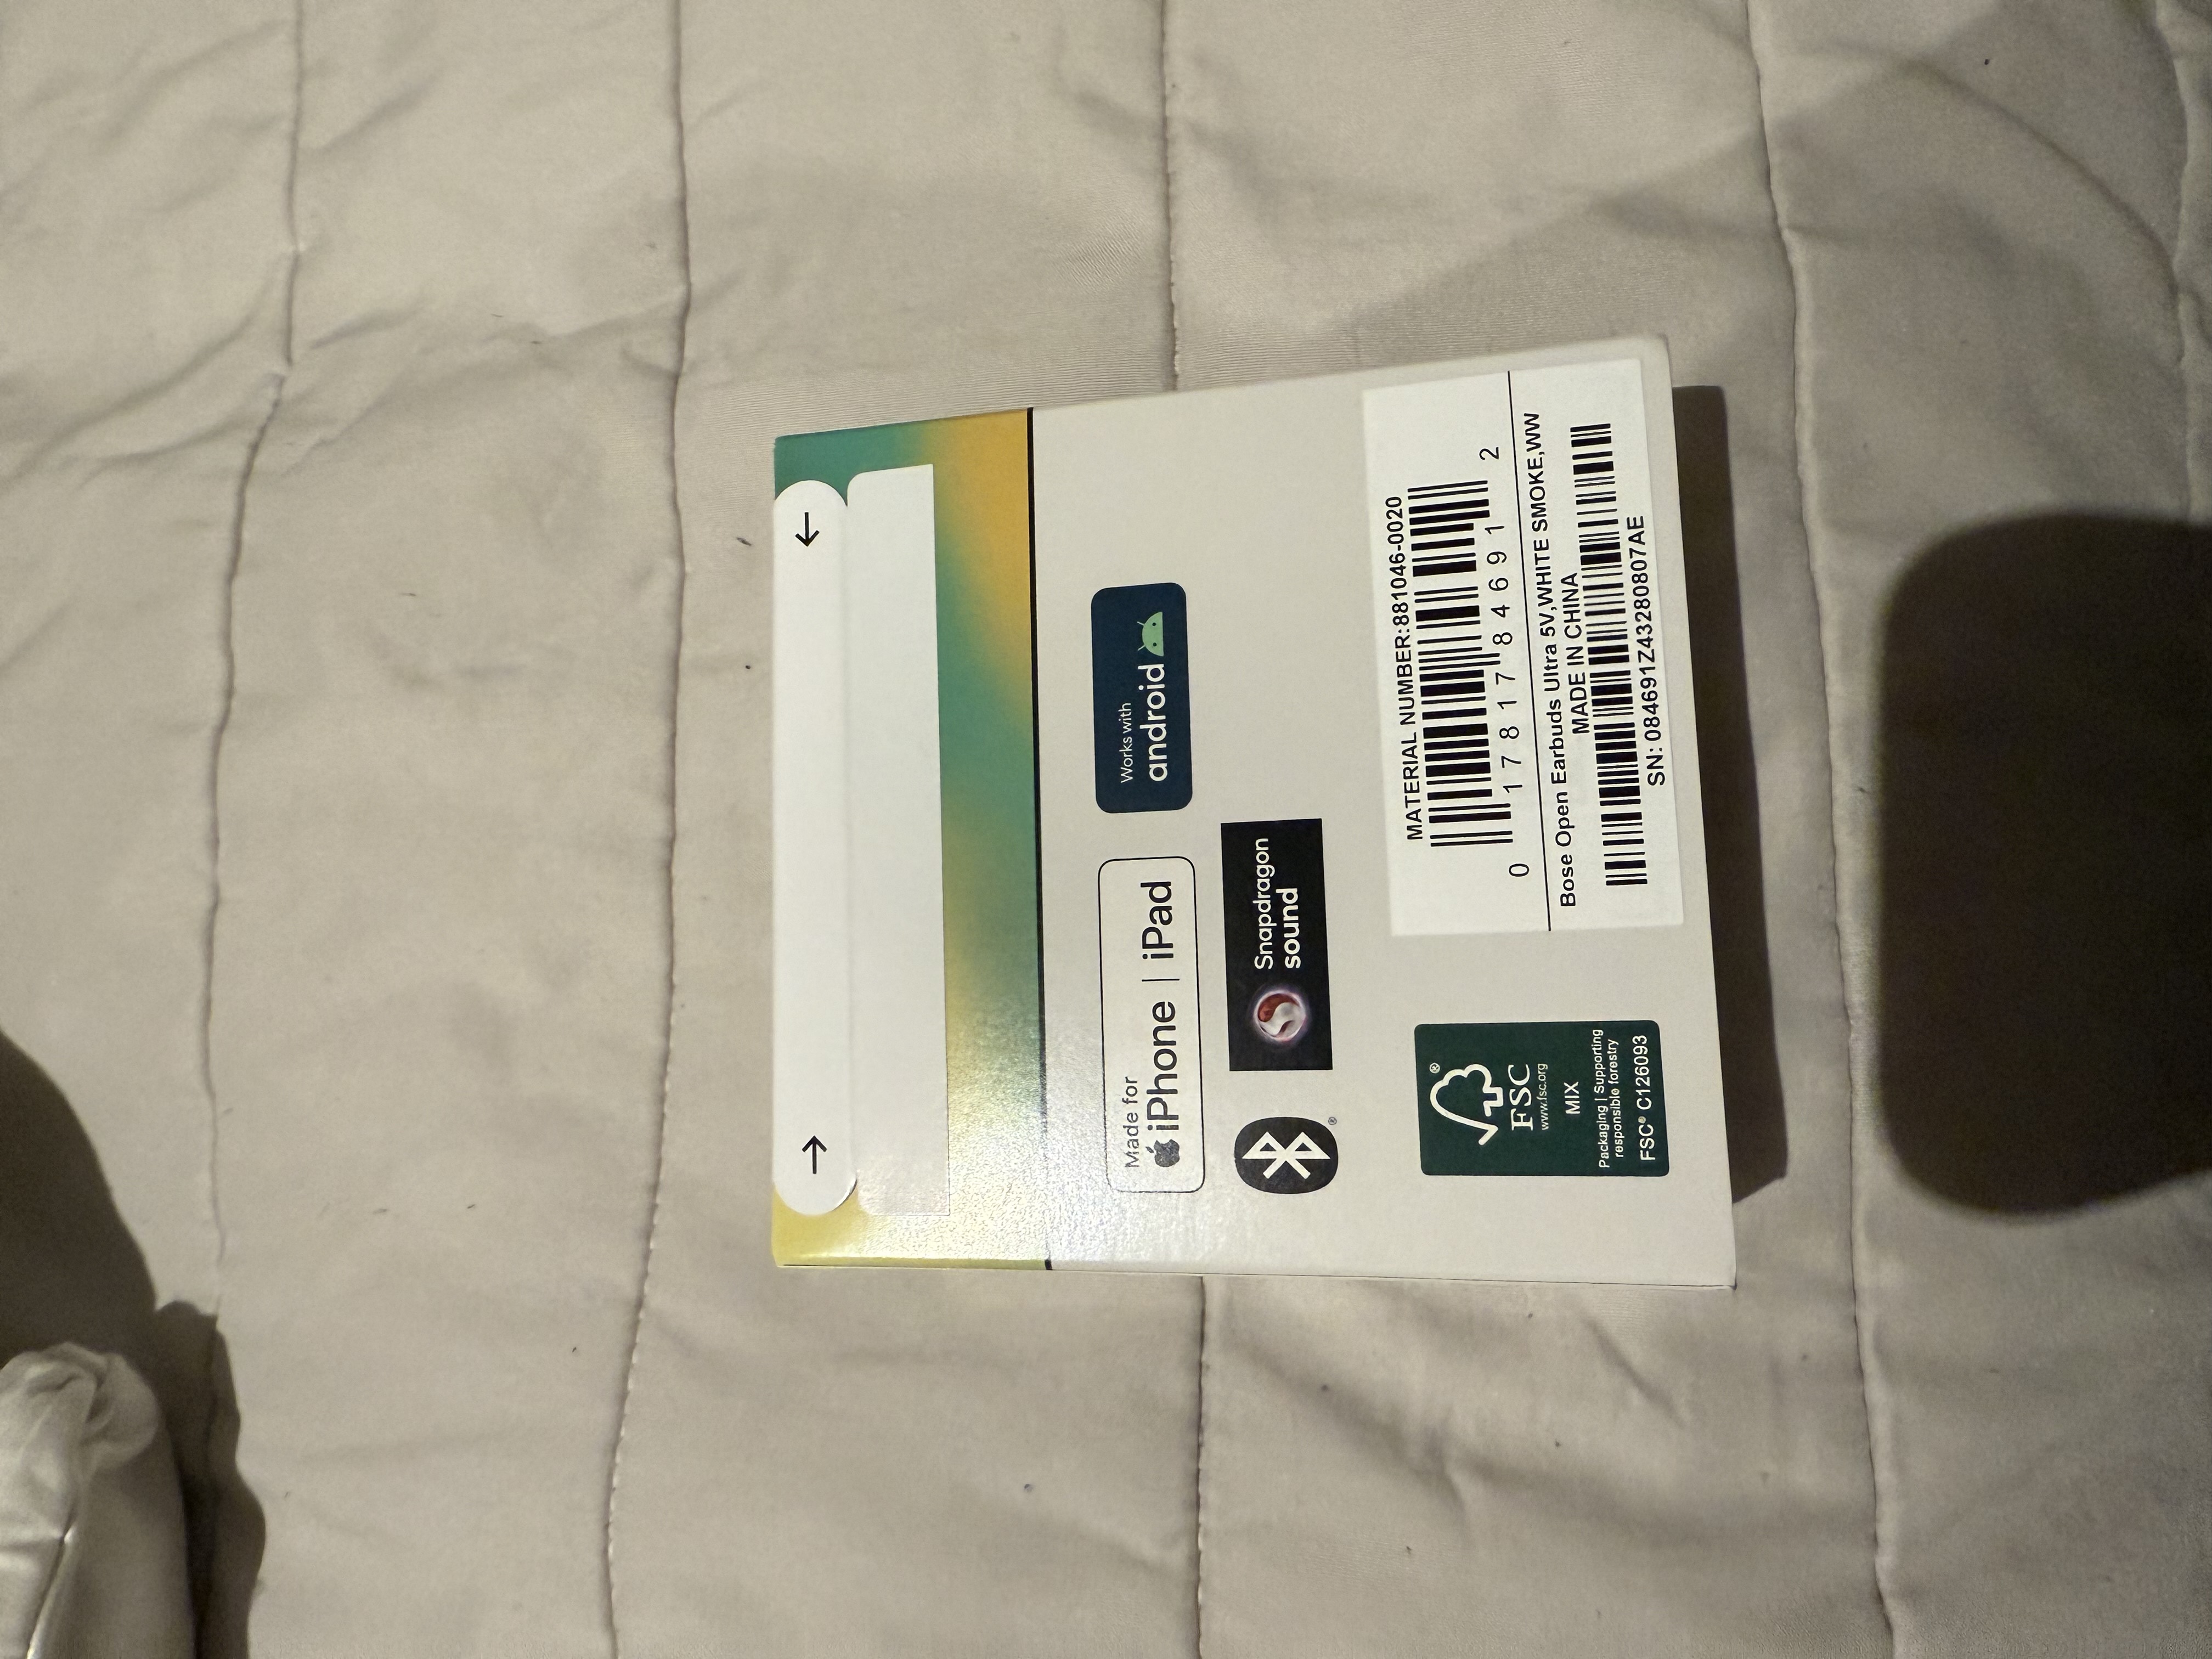 Made for
iPhone | iPad
Works with
android
Snapdragon
sound
FSC®
www.fsc.org
MIX
Packaging | Supporting
responsible forestry
FSC® C126093
MATERIAL NUMBER:881046-0020
0 17817 84691 2
Bose Open Earbuds Ultra 5V,WHITE SMOKE,WW
MADE IN CHINA
SN: 084691Z43280807AE